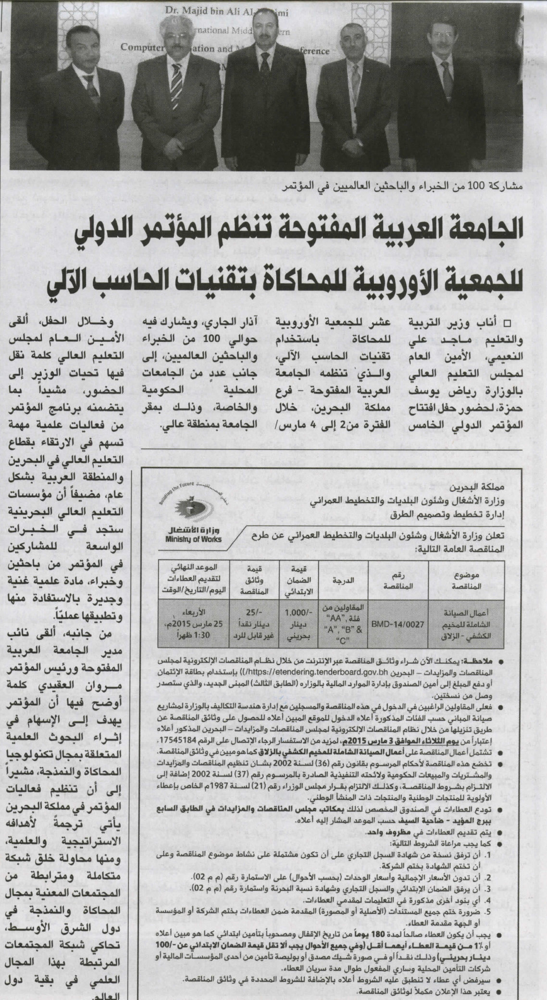 Dr. Majid bin Ali Al-
Computer
مشاركة 100 من الخبراء والباحثين العالميين في المؤتمر
الجامعة العربية المفتوحة تنظم المؤتمر الدولي
للجمعية الأوروبية للمحاكاة بتقنيات الحاسب الآلي
□ أناب وزير التربية
والتعليم ماجد علي
النعيمي، الأمين العام
لمجلس التعليم العالي
بالوزارة رياض يوسف
حمزة، لحضور حفل افتتاح
المؤتمر الدولي الخامس
عشر للجمعية الأوروبية
للمحاكاة باستخدام
تقنيات الحاسب الآلي،
والذي تنظمه الجامعة
العربية المفتوحة – فرع
مملكة البحرين، خلال
الفترة من2 إلى 4 مارس/
آذار الجاري، ويشارك فيه
حوالي 100 من الخبراء
والباحثين العالميين، إلى
جانب عددٍ من الجامعات
المحلية الحكومية
والخاصة، وذلك بمقر
الجامعة بمنطقة عالي.
وخلال الحفل، ألقى
الأمين العام لمجلس
التعليم العالي كلمة نقل
فيها تحيات الوزير إلى
الحضور، مشيداً بما
يتضمنه برنامج المؤتمر
من فعاليات علمية مهمة
تسهم في الارتقاء بقطاع
التعليم العالي في البحرين
والمنطقة العربية بشكل
عام، مضيفاً أن مؤسسات
التعليم العالي البحرينية
ستجد في الخبرات
الواسعة للمشاركين
في المؤتمر من باحثين
وخبراء، مادة علمية غنية
وجديرة بالاستفادة منها
وتطبيقها عمليّاً.
من جانبه، ألقى نائب
مدير الجامعة العربية
المفتوحة ورئيس المؤتمر
مروان العقيدي كلمة
أوضح فيها أن المؤتمر
يهدف إلى الإسهام في
إثراء البحوث العلمية
المتعلقة بمجال تكنولوجيا
المحاكاة والنمذجة، مشيراً
إلى أن تنظيم فعاليات
المؤتمر في مملكة البحرين
يأتي ترجمةً لأهدافه
الاستراتيجية والعلمية،
ومنها محاولة خلق شبكة
متكاملة ومترابطة من
المجتمعات المعنية بمجال
المحاكاة والنمذجة في
دول الشرق الأوسط،
تحاكي شبكة المجتمعات
المرتبطة بهذا المجال
العلمي في بقية دول
العالم.
مملكة البحرين
وزارة الأشغال وشئون البلديات والتخطيط العمراني
إدارة تخطيط وتصميم الطرق
Building the Future
وزارة الأشغال
Ministry of Works
تعلن وزارة الأشغال وشئون البلديات والتخطيط العمراني عن طرح
المناقصة العامة التالية:
موضوع المناقصة | رقم المناقصة | الدرجة | قيمة الضمان الابتدائي | قيمة وثائق المناقصة | الموعد النهائي لتقديم العطاءات اليوم/التاريخ/الوقت
أعمال الصيانة الشاملة للمخيم الكشفي - الزلاق | BMD-14/0027 | المقاولين من فئة "AA", "A", "B" & "C" | 1,000/- دينار بحريني | 25/- دينار نقداً غير قابل للرد | الأربعاء 25 مارس 2015م، 1:30 ظهراً
● ملاحظة: يمكنك الآن شراء وثائق المناقصة عبر الإنترنت من خلال نظام المناقصات الإلكترونية لمجلس
المناقصات والمزايدات – البحرين https://etendering.tenderboard.gov.bh/)) بإستخدام بطاقة الإئتمان
أو دفع المبلغ إلى أمين الصندوق بإدارة الموارد المالية بالوزاره (الطابق الثالث) المبنى الجديد، والذي ستصدر
وصل من نسختين.
● فعلى المقاولين الراغبين في الدخول في هذه المناقصة والمسجلين مع إدارة هندسة التكاليف بالوزارة لمشاريع
صيانة المباني حسب الفئات المذكورة أعلاه الدخول للموقع المبين أعلاه للحصول على وثائق المناقصة عن
طريق تنزيلها من خلال نظام المناقصات الإلكترونية لمجلس المناقصات والمزايدات – البحرين المذكور أعلاه
إعتباراً من يوم الثلاثاء الموافق 3 مارس 2015م، لمزيد من الاستفسار الرجاء الإتصال على الرقم 17545184.
● تشتمل أعمال المناقصة على أعمال الصيانة الشاملة للمخيم الكشفي بالزلاق كما هو مبين في وثائق المناقصة.
● تخضع هذه المناقصة لأحكام المرسوم بقانون رقم (36) لسنة 2002 بشان تنظيم المناقصات والمزايدات
والمشتريات والمبيعات الحكومية ولائحته التنفيذية الصادرة بالمرسوم رقم (37) لسنة 2002 إضافة إلى
الالتزام بشروط المناقصة، وكذلك الالتزام بقرار مجلس الوزراء رقم (21) لسنة 1987م الخاص بإعطاء
الأولوية للمنتجات الوطنية والمنتجات ذات المنشأ الوطني.
● تودع العطاءات في الصندوق المخصص لذلك بمكاتب مجلس المناقصات والمزايدات في الطابق السابع
ببرج المؤيد - ضاحية السيف حسب الموعد المشار إليه أعلاه.
● يتم تقديم العطاءات في مظروف واحد.
● كما يجب مراعاة الشروط التالية:
1. أن ترفق نسخة من شهادة السجل التجاري على أن تكون مشتملة على نشاط موضوع المناقصة وعلى
أن تختم الشهادة بختم الشركة.
2. أن تدون الأسعار الإجمالية وأسعار الوحدات (بحسب الأحوال) على الاستمارة رقم (م م 02).
3. أن يرفق الضمان الإبتدائي والسجل التجاري وشهادة نسبة البحرنة واستمارة رقم (م م 02).
4. أي بنود أخرى مذكورة في التعليمات لمقدمي العطاءات.
5. ضرورة ختم جميع المستندات (الأصلية أو المصورة) المقدمة ضمن العطاءات بختم الشركة أو المؤسسة
أو الجهة مقدمة العطاء.
● يجب أن يكون العطاء صالحاً لمدة 180 يوماً من تاريخ الإقفال ومصحوباً بتأمين ابتدائي كما هو مبين أعلاه
أو 1% من قيمة العطاء أيهما أقل (وفي جميع الأحوال يجب ألا تقل قيمة الضمان الابتدائي عن -/100
دينار بحريني) وذلك نقداً أو في صورة شيك مصدق أو بوليصة تأمين من أحدى المؤسسات المالية أو
شركات التأمين المحلية وساري المفعول طوال مدة سريان العطاء.
● سيرفض أي عطاء لا تنطبق عليه الشروط أعلاه بالإضافة للشروط المحددة في وثائق المناقصة.
● يعتبر هذا الإعلان مكملاً لوثائق المناقصة.